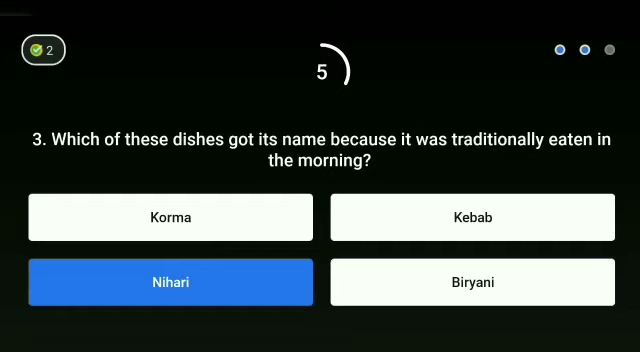 2
5
3. Which of these dishes got its name because it was traditionally eaten in
the morning?
Korma
Kebab
Nihari
Biryani